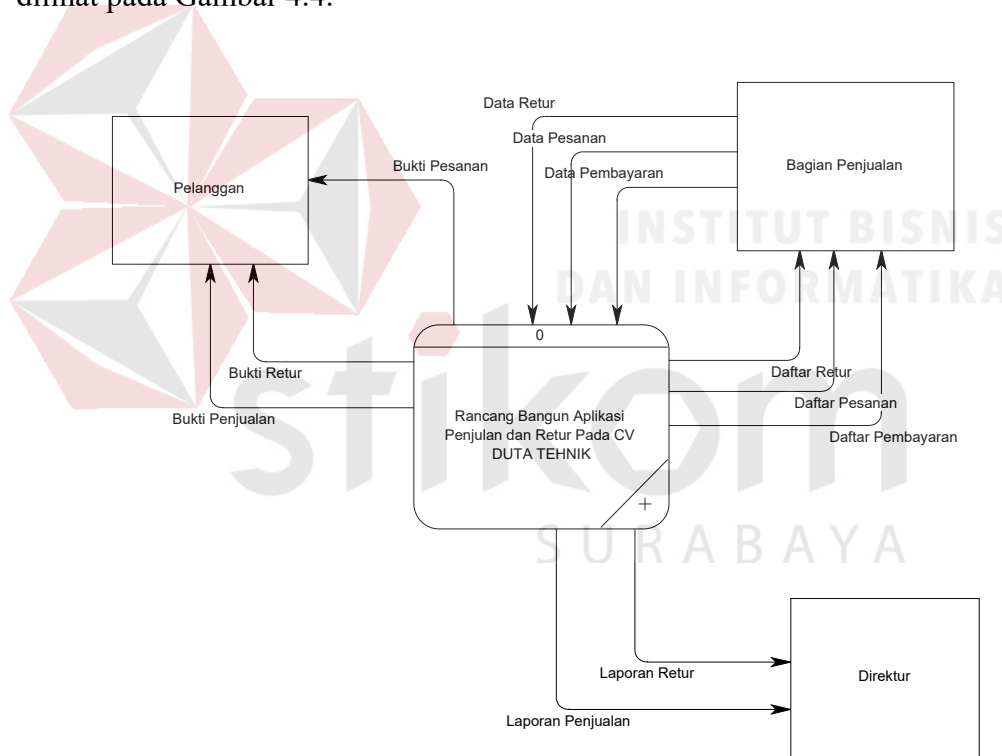 dilihat pada Gambar 4.4.
Data Retur
Data Pesanan
Bukti Pesanan
Data Pembayaran
Bagian Penjualan
Pelanggan
INSTITUT BISNIS
DAN INFORMATIKA
0
Bukti Retur
Daftar Retur
Bukti Penjualan
Daftar Pesanan
Rancang Bangun Aplikasi
Penjulan dan Retur Pada CV
DUTA TEHNIK
Daftar Pembayaran
+
stikom
SURABAYA
Laporan Retur
Direktur
Laporan Penjualan